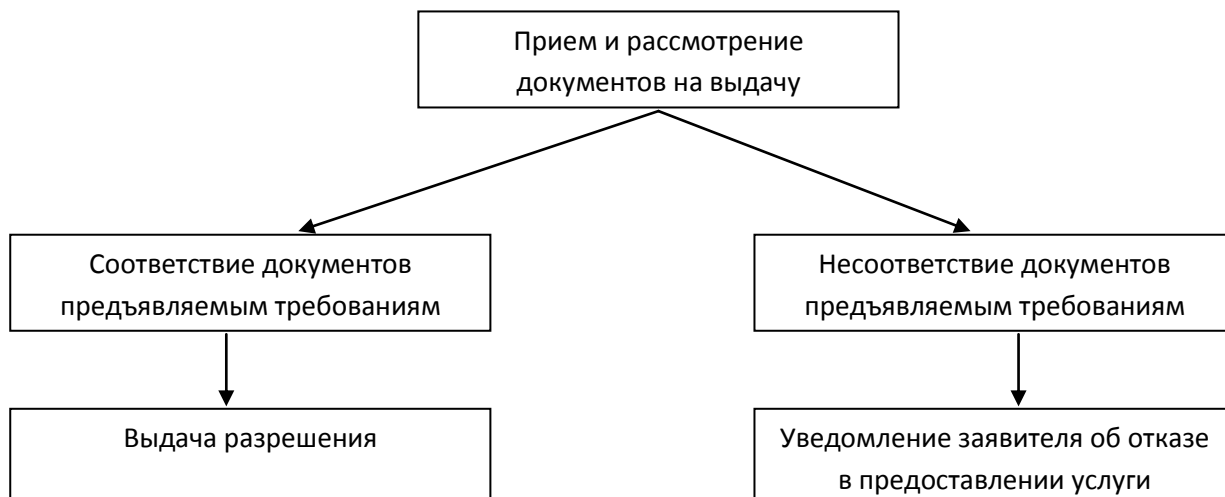 Прием и рассмотрение
документов на выдачу
Соответствие документов
предъявляемым требованиям
Несоответствие документов
предъявляемым требованиям
Выдача разрешения
Уведомление заявителя об отказе
в предоставлении услуги